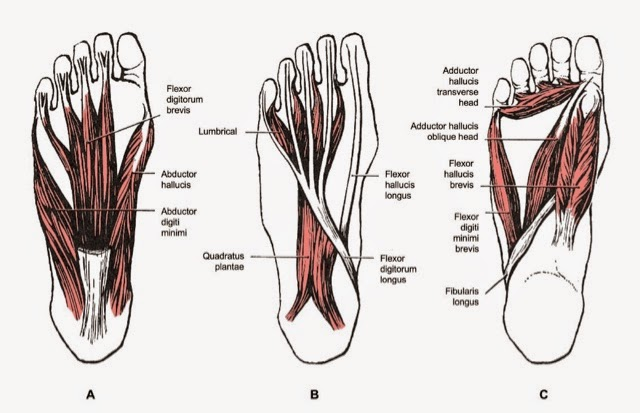 Flexor
digitorum
brevis
Abductor
hallucis
Abductor
digiti
minimi
A
Lumbrical
Quadratus
plantae
Flexor
hallucis
longus
Flexor
digitorum
longus
B
Adductor
hallucis
transverse
head
Adductor hallucis
oblique head
Flexor
hallucis
brevis
Flexor
digiti
minimi
brevis
Fibularis
longus
C